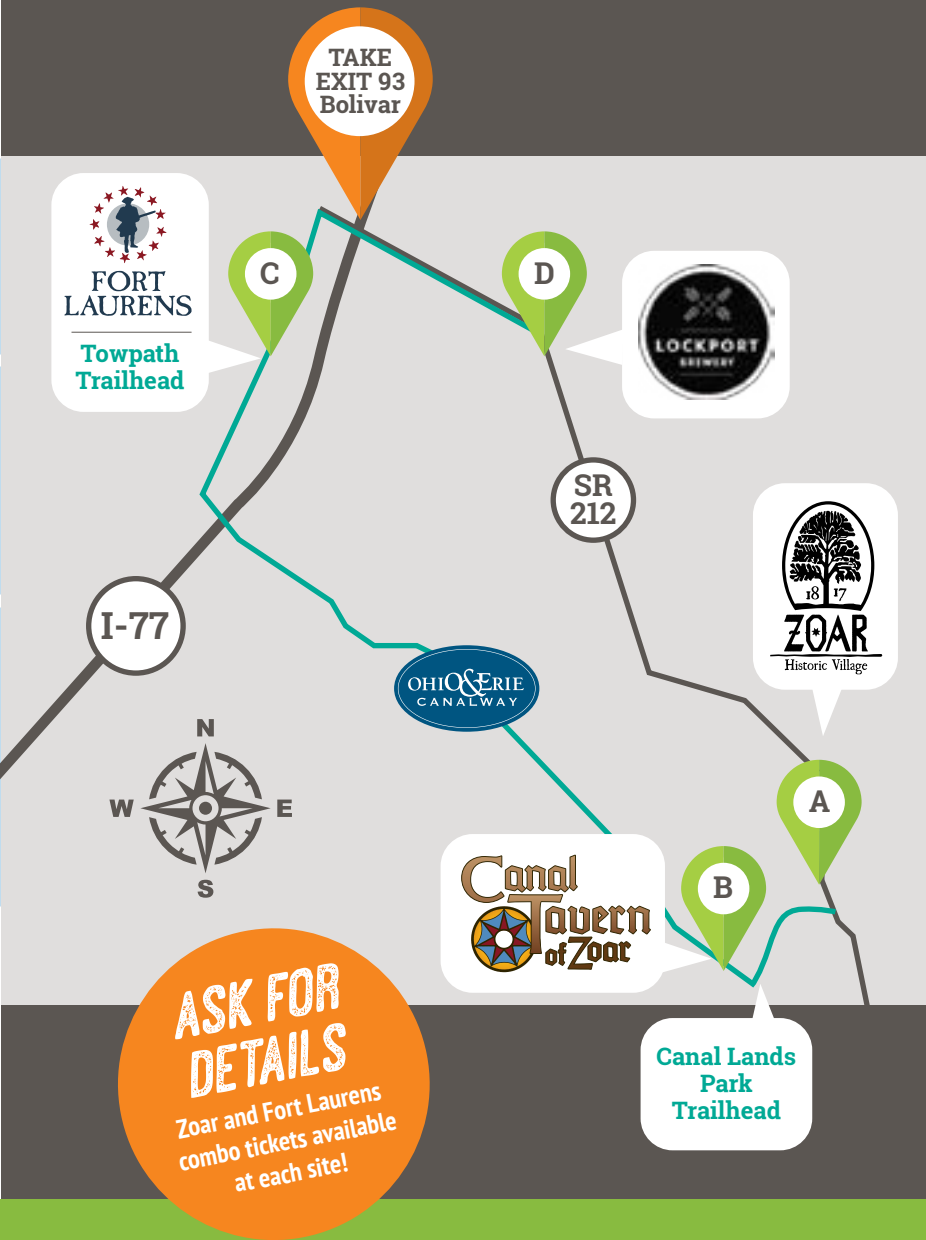 TAKE
EXIT 93
Bolivar
FORT
LAURENS
Towpath
Trailhead
C
D
LOCKPORT
BREWERY
SR
212
18 17
ZOAR
Historic Village
I-77
OHIO & ERIE
CANALWAY
N
W E
S
A
B
Canal
Tavern
of Zoar
ASK FOR
DETAILS
Zoar and Fort Laurens
combo tickets available
at each site!
Canal Lands
Park
Trailhead